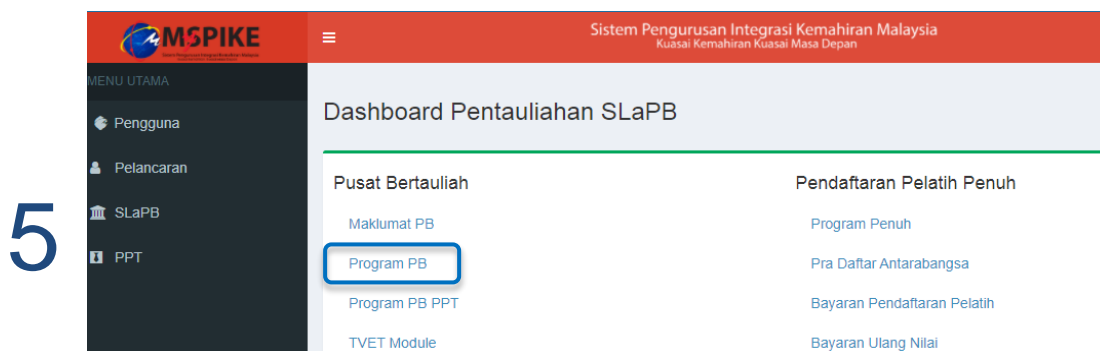 MySPIKE
Sistem Pengurusan Integrasi Kemahiran Malaysia
Kuasai Kemahiran Kuasai Masa Depan
MENU UTAMA
Pengguna
Pelancaran
SLaPB
PPT
5
Dashboard Pentauliahan SLaPB
Pusat Bertauliah
Maklumat PB
Program PB
Program PB PPT
TVET Module
Pendaftaran Pelatih Penuh
Program Penuh
Pra Daftar Antarabangsa
Bayaran Pendaftaran Pelatih
Bayaran Ulang Nilai